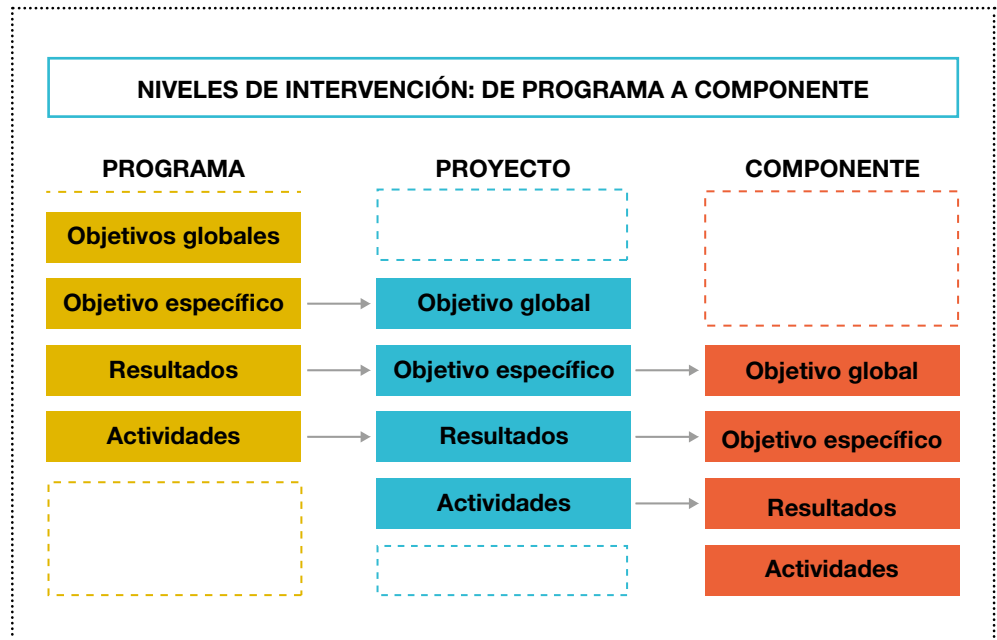 NIVELES DE INTERVENCIÓN: DE PROGRAMA A COMPONENTE
PROGRAMA
Objetivos globales
Objetivo específico
Resultados
Actividades
PROYECTO
Objetivo global
Objetivo específico
Resultados
Actividades
COMPONENTE
Objetivo global
Objetivo específico
Resultados
Actividades